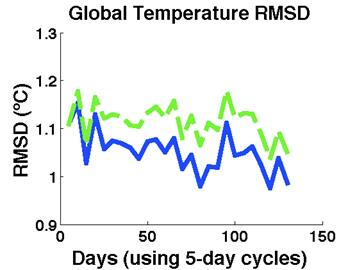 Global Temperature RMSD
1.3
1.2
1.1
1
0.9
RMSD (ºC)
0 50 100 150
Days (using 5-day cycles)